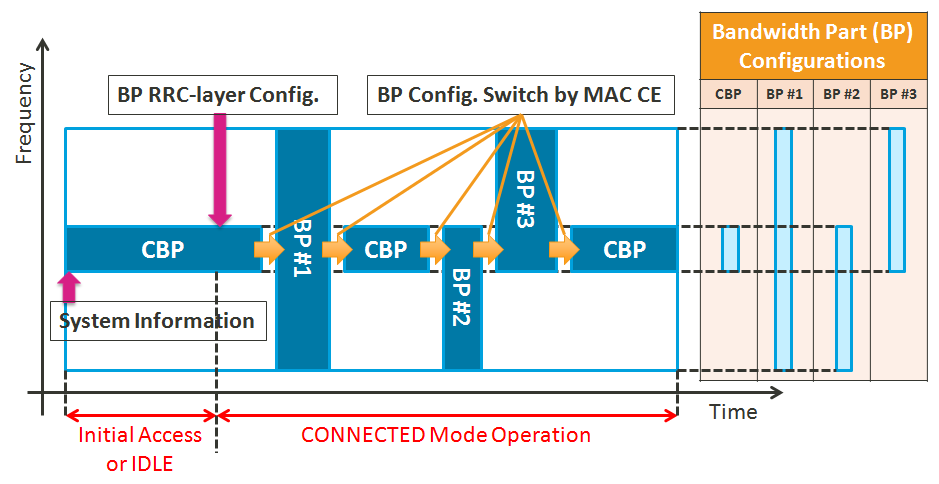 Bandwidth Part (BP)
Configurations
CBP
BP #1
BP #2
BP #3
Frequency
BP RRC-layer Config.
BP Config. Switch by MAC CE
CBP
BP #1
CBP
BP #2
BP #3
CBP
System Information
Time
Initial Access
or IDLE
CONNECTED Mode Operation